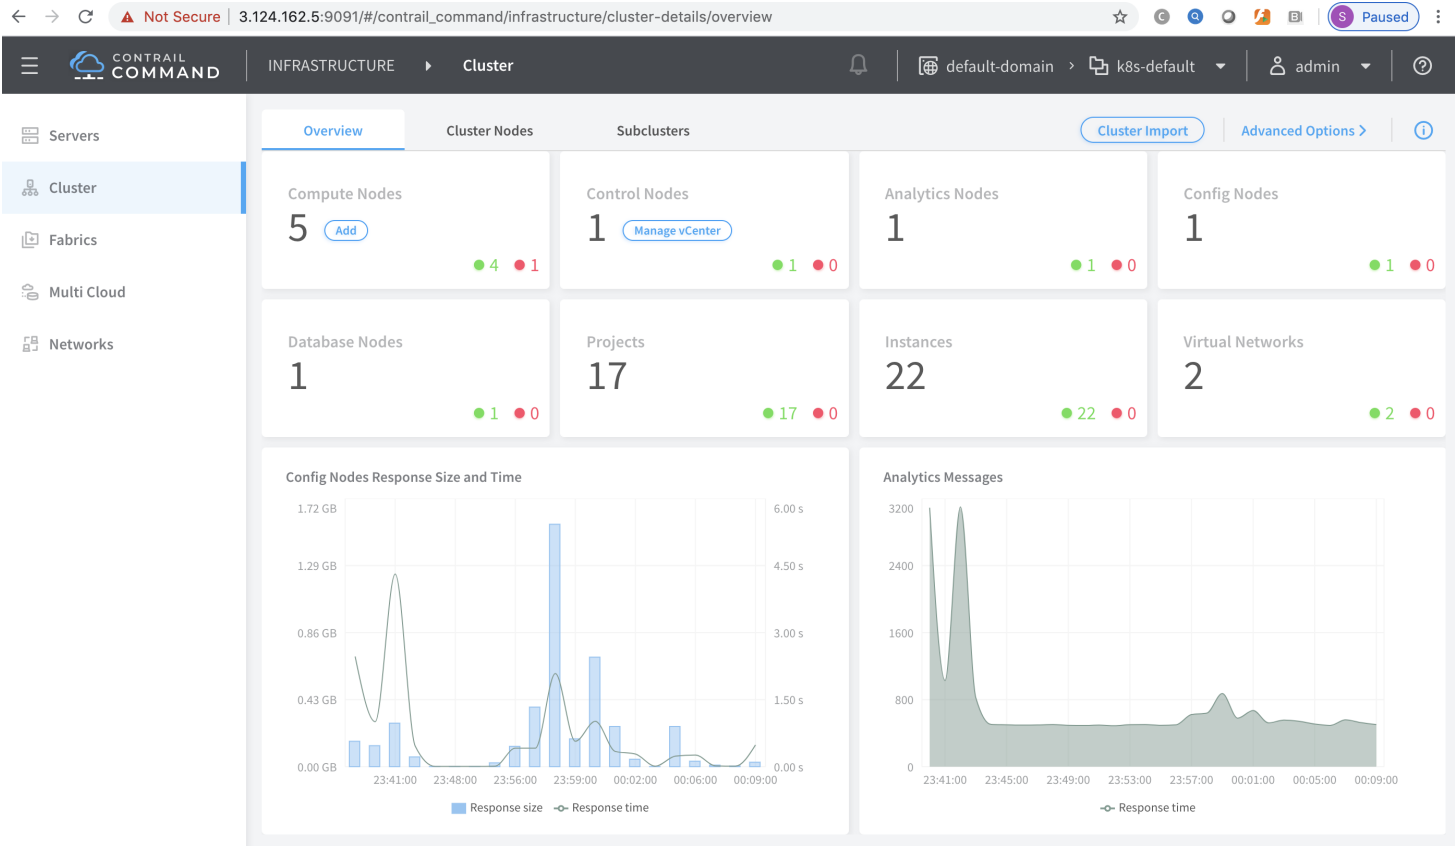 Not Secure 3.124.162.5:9091/#/contrail_command/infrastructure/cluster-details/overview C S Paused
CONTRAIL
COMMAND
INFRASTRUCTURE Cluster default-domain k8s-default admin
Servers
Cluster
Fabrics
Multi Cloud
Networks
Overview Cluster Nodes Subclusters Cluster Import Advanced Options
Compute Nodes
5 Add
4 1
Control Nodes
1 Manage vCenter
1 0
Analytics Nodes
1
1 0
Config Nodes
1
1 0
Database Nodes
1
1 0
Projects
17
17 0
Instances
22
22 0
Virtual Networks
2
2 0
Config Nodes Response Size and Time
1.72 GB 6.00 s
1.29 GB 4.50 s
0.86 GB 3.00 s
0.43 GB 1.50 s
0.00 GB 0.00 s
23:41:00 23:48:00 23:56:00 23:59:00 00:02:00 00:06:00 00:09:00
Response size Response time
Analytics Messages
3200
2400
1600
800
0
23:41:00 23:45:00 23:49:00 23:53:00 23:57:00 00:01:00 00:05:00 00:09:00
Response time